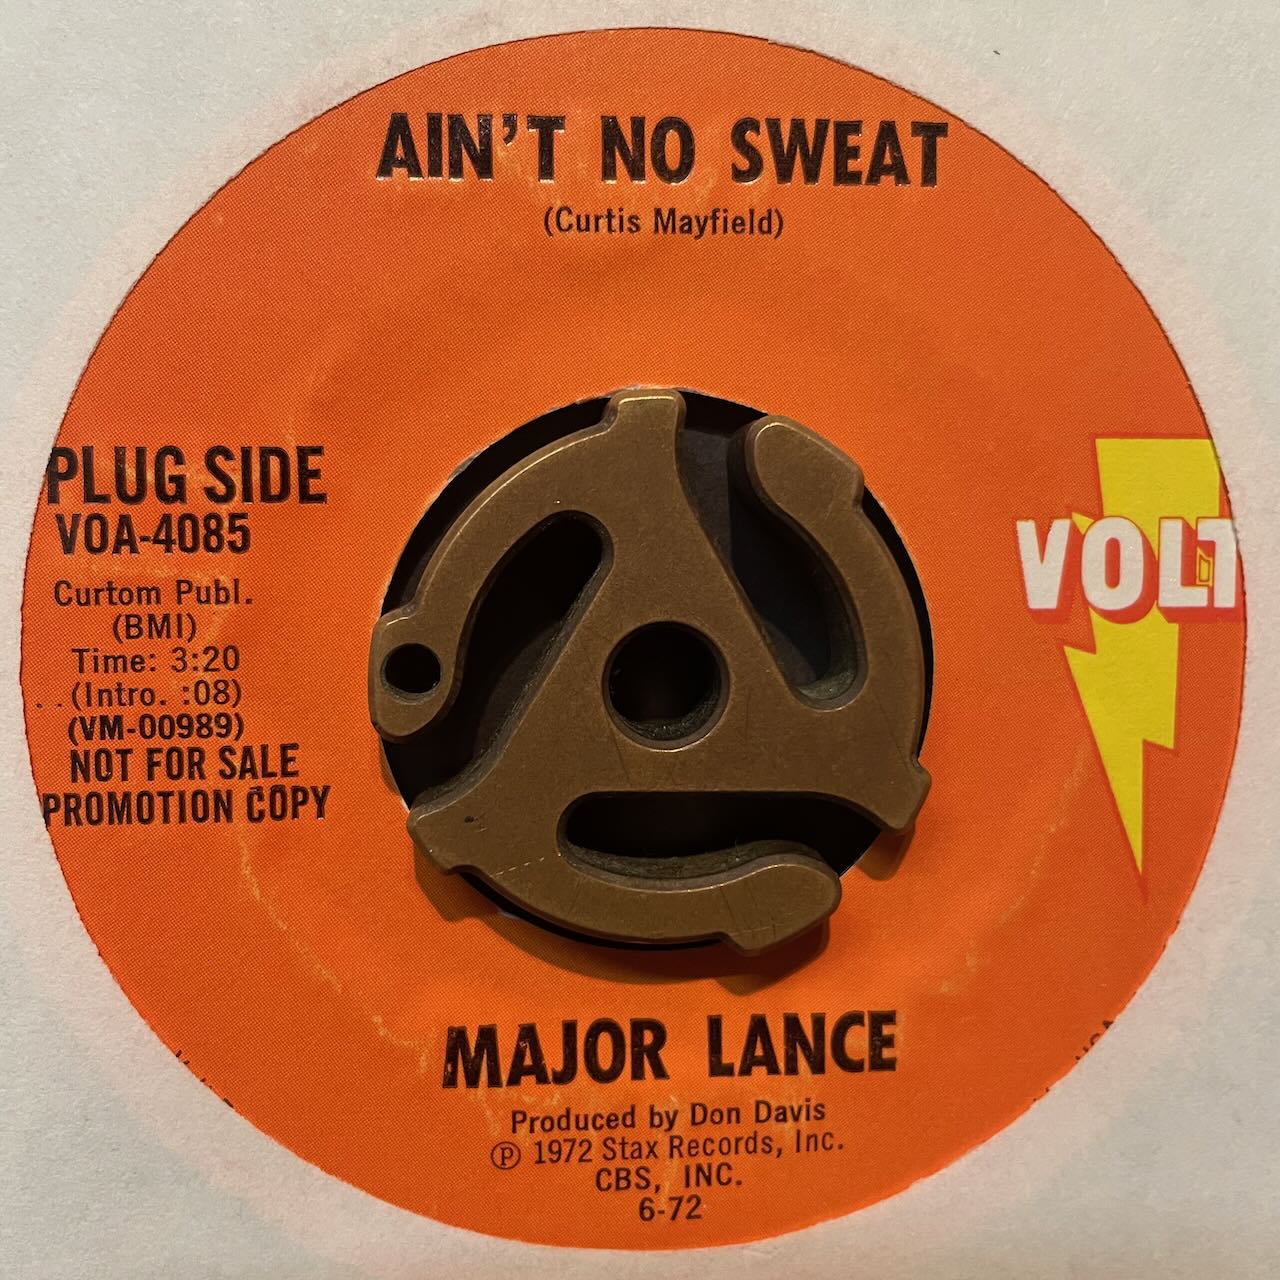 AIN'T NO SWEAT
(Curtis Mayfield)
PLUG SIDE
VOA-4085
Curtom Publ.
(BMI)
Time: 3:20
(Intro. :08)
(VM-00989)
NOT FOR SALE
PROMOTION COPY
VOLT
MAJOR LANCE
Produced by Don Davis
Ⓟ 1972 Stax Records, Inc.
CBS, INC.
6-72